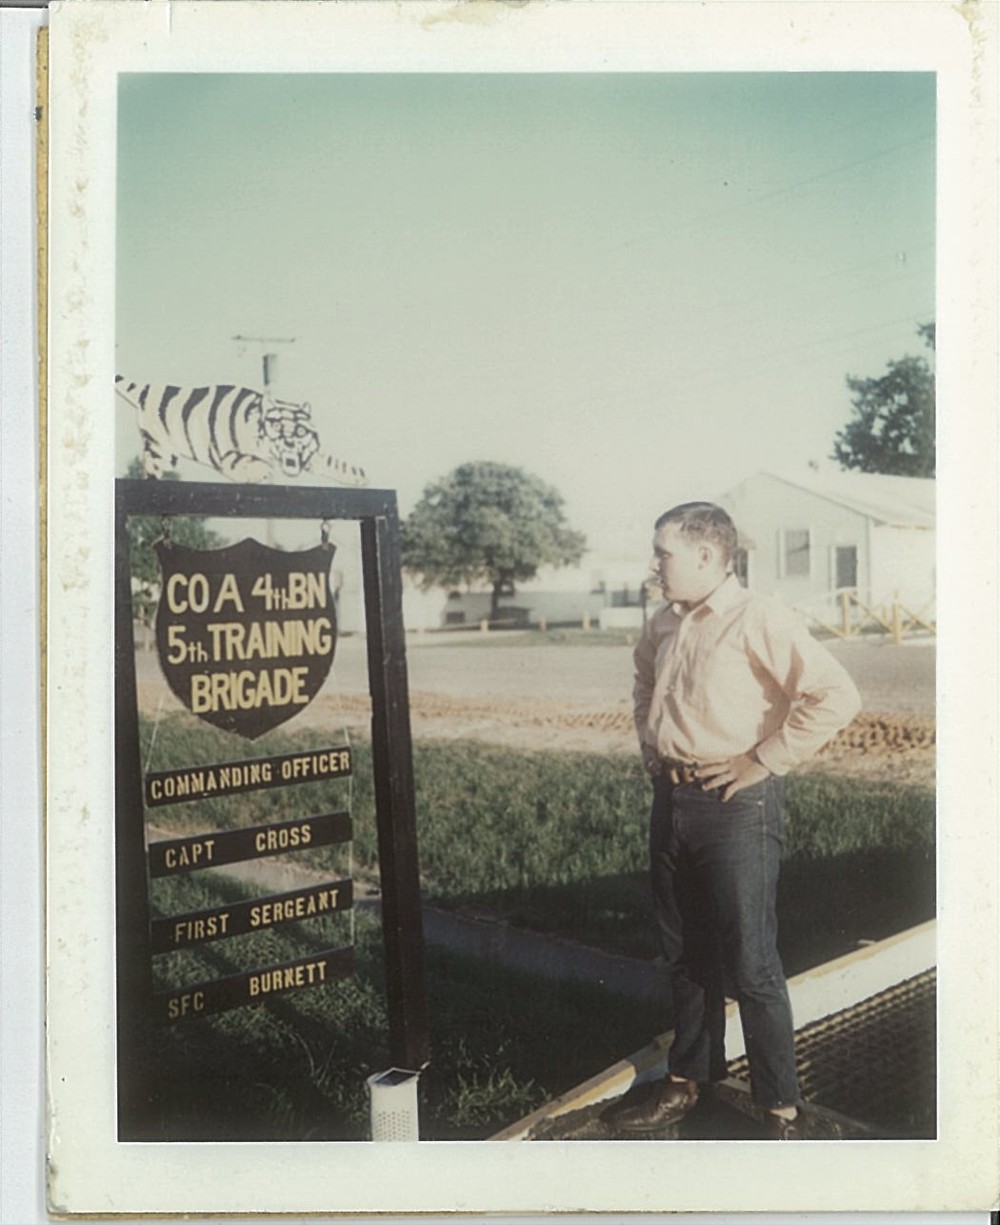 CO A 4th BN
5th TRAINING
BRIGADE
COMMANDING OFFICER
CAPT CROSS
FIRST SERGEANT
SFC BURNETT